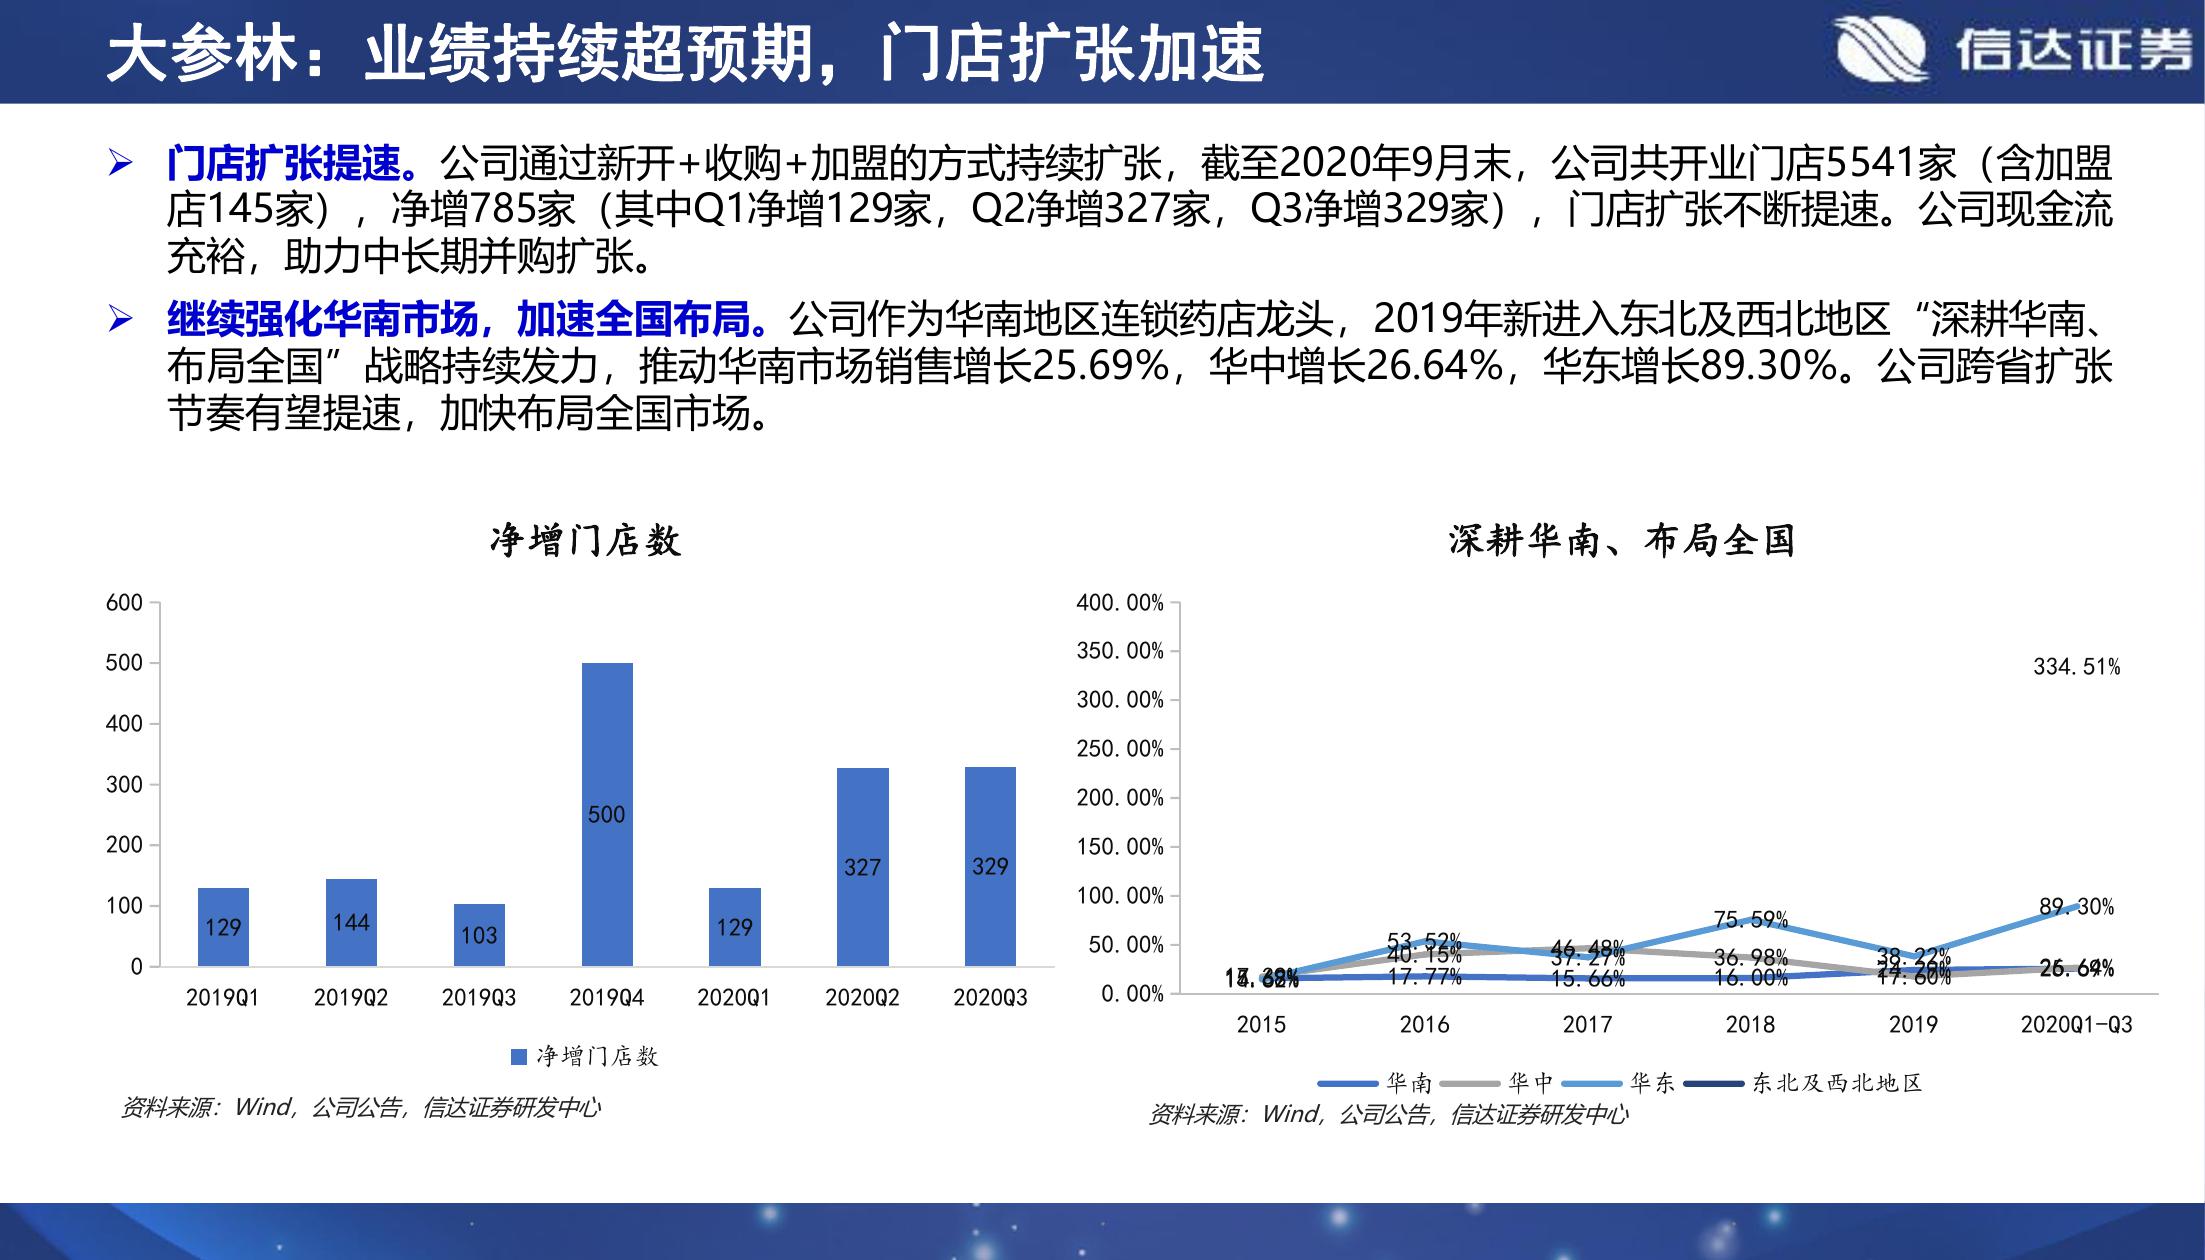 大参林：业绩持续超预期，门店扩张加速
信达证券
门店扩张提速。公司通过新开+收购+加盟的方式持续扩张，截至2020年9月末，公司共开业门店5541家（含加盟
店145家），净增785家（其中Q1净增129家，Q2净增327家，Q3净增329家），门店扩张不断提速。公司现金流
充裕，助力中长期并购扩张。
继续强化华南市场，加速全国布局。公司作为华南地区连锁药店龙头，2019年新进入东北及西北地区“深耕华南、
布局全国”战略持续发力，推动华南市场销售增长25.69%，华中增长26.64%，华东增长89.30%。公司跨省扩张
节奏有望提速，加快布局全国市场。
净增门店数
600
500
400
300
200
100
0
129
144
103
500
129
327
329
2019Q1 2019Q2 2019Q3 2019Q4 2020Q1 2020Q2 2020Q3
净增门店数
资料来源：Wind，公司公告，信达证券研发中心
深耕华南、布局全国
400.00%
350.00%
300.00%
250.00%
200.00%
150.00%
100.00%
50.00%
0.00%
334.51%
89.30%
75.59%
53.52%
40.15%
17.77%
46.48%
37.27%
15.66%
36.98%
16.00%
38.22%
17.60%
26.64%
2015 2016 2017 2018 2019 2020Q1-Q3
华南 华中 华东 东北及西北地区
资料来源：Wind，公司公告，信达证券研发中心